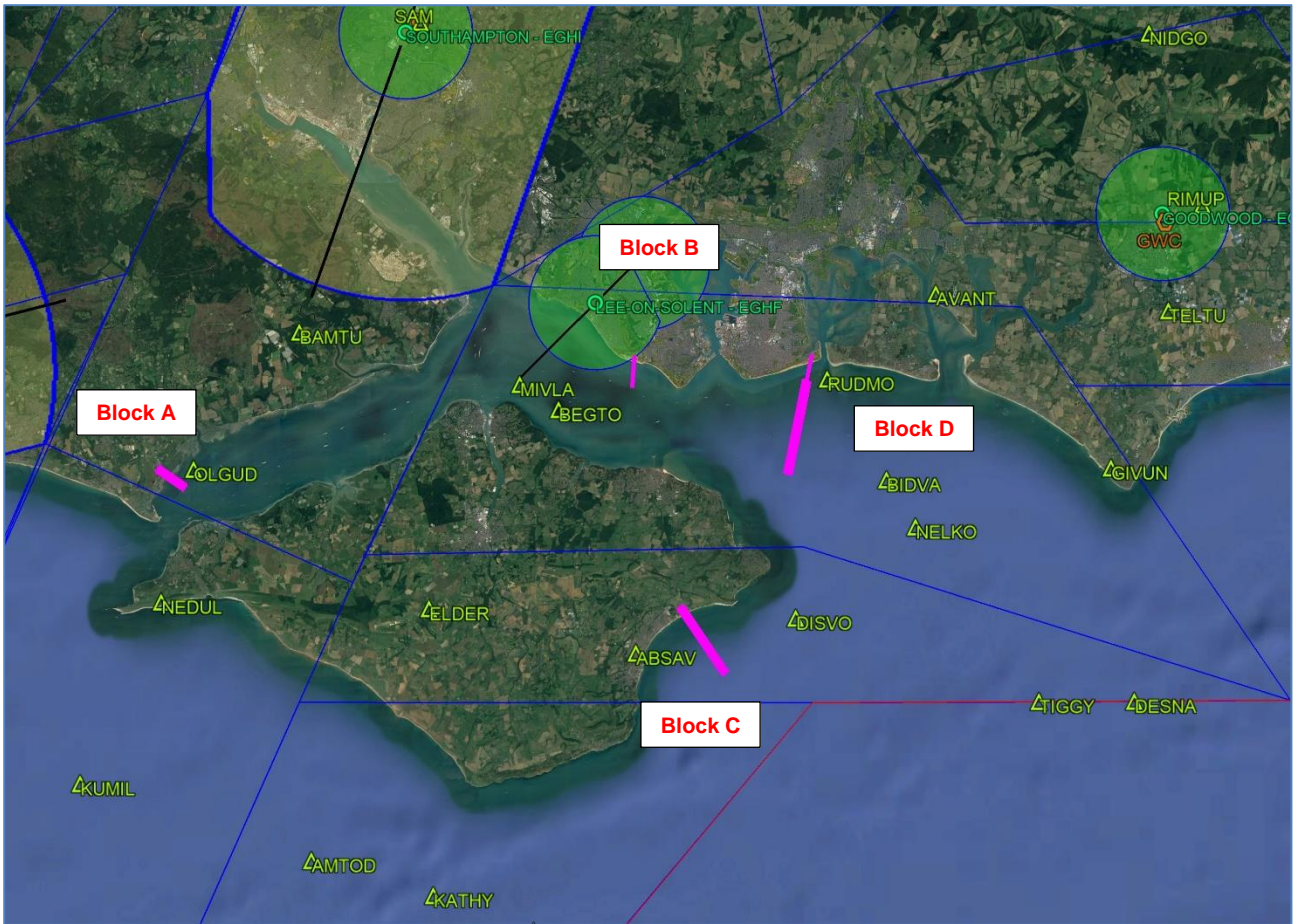 SAM
SOUTHAMPTON - EGHI
NIDGO
RIMUP
GOODWOOD - EG
GWC
Block B
LEE-ON-SOLENT - EGHF
AVANT
TELTU
BAMTU
MIVLA
BEGTO
RUDMO
Block A
Block D
OLGUD
BIDVA
GIVUN
NELKO
NEDUL
ELDER
DISVO
ABSAV
TIGGY
DESNA
Block C
KUMIL
AMTOD
KATHY